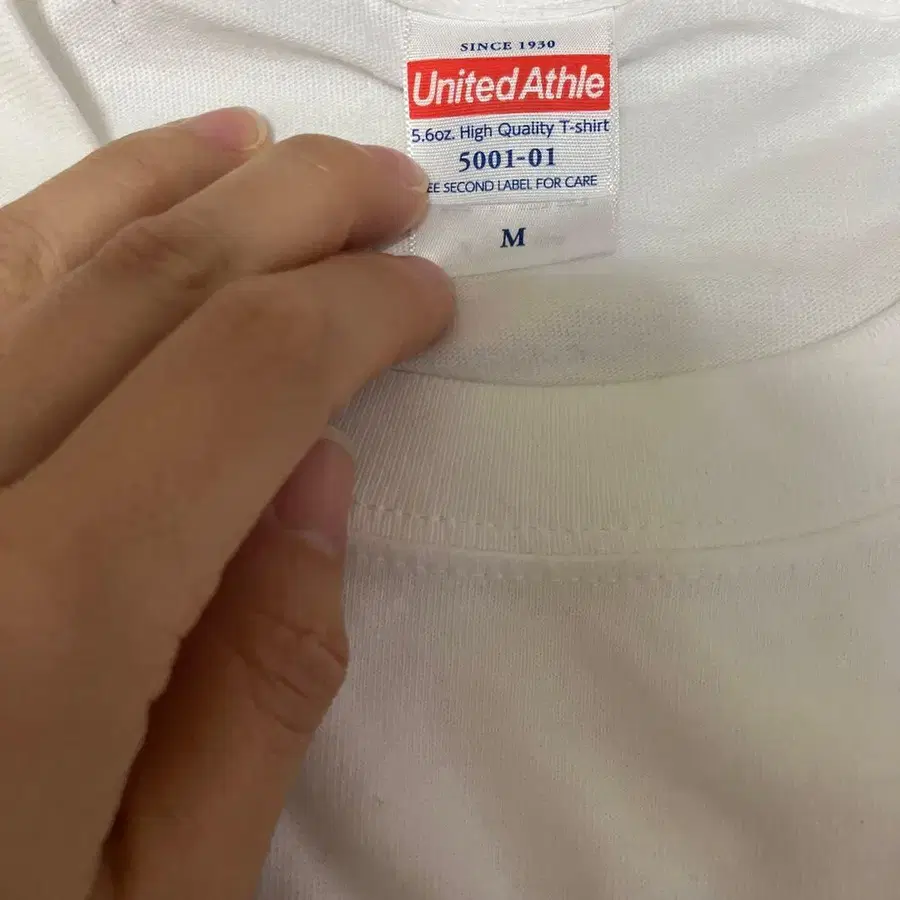 SINCE 1930
United Athle
5.6oz. High Quality T-shirt
5001-01
EE SECOND LABEL FOR CARE
M